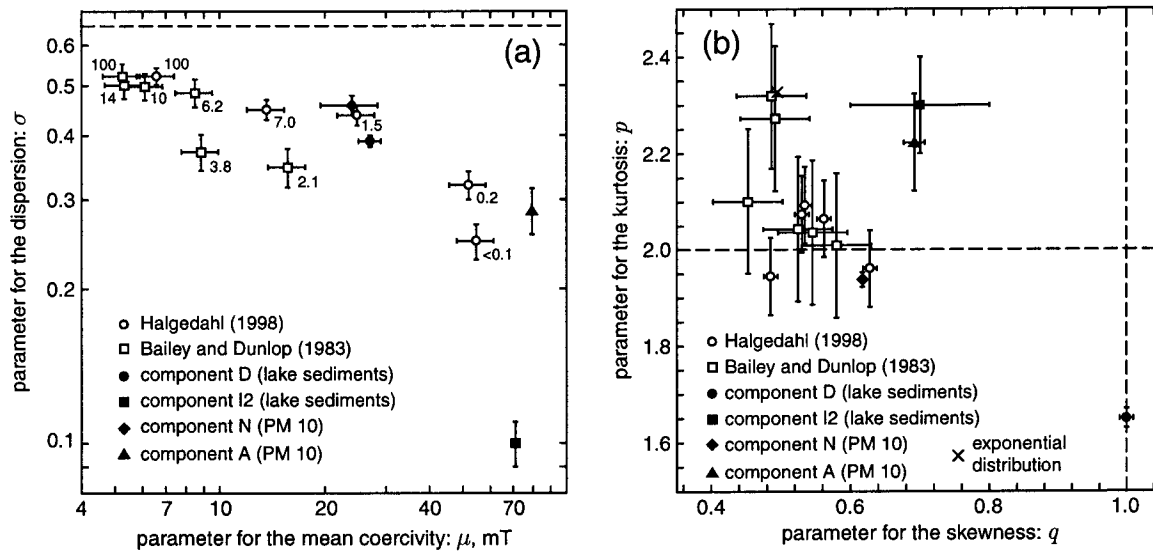 (a)
parameter for the dispersion: σ
0.6
0.5
0.4
0.3
0.2
0.1
100
100
14
10
6.2
7.0
1.5
3.8
2.1
0.2
<0.1
Halgedahl (1998)
Bailey and Dunlop (1983)
component D (lake sediments)
component I2 (lake sediments)
component N (PM 10)
component A (PM 10)
4
7
10
20
40
70
parameter for the mean coercivity: μ, mT
(b)
parameter for the kurtosis: p
2.4
2.2
2.0
1.8
1.6
Halgedahl (1998)
Bailey and Dunlop (1983)
component D (lake sediments)
component I2 (lake sediments)
component N (PM 10)
component A (PM 10)
exponential
distribution
0.4
0.6
0.8
1.0
parameter for the skewness: q